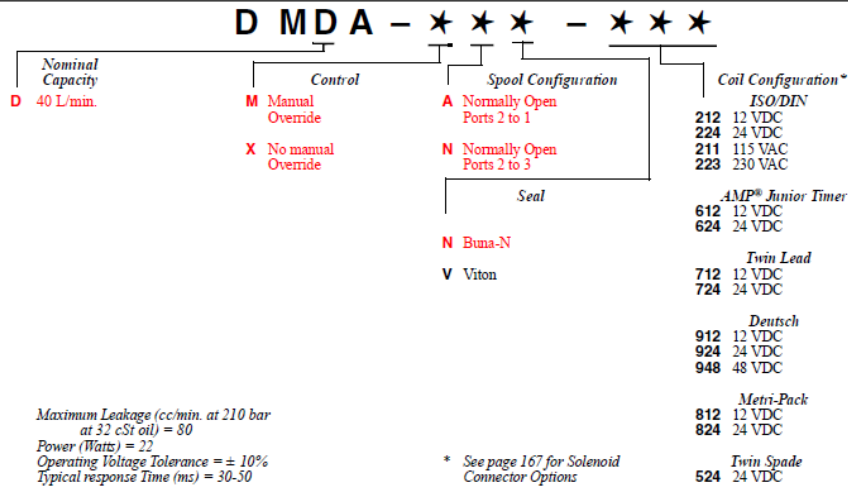 D M D A – * * * – * * *
Nominal
Capacity
D 40 L/min.
Control
M Manual
Override
X No manual
Override
Spool Configuration
A Normally Open
Ports 2 to 1
N Normally Open
Ports 2 to 3
Seal
N Buna-N
V Viton
Coil Configuration*
ISO/DIN
212 12 VDC
224 24 VDC
211 115 VAC
223 230 VAC
AMP® Junior Timer
612 12 VDC
624 24 VDC
Twin Lead
712 12 VDC
724 24 VDC
Deutsch
912 12 VDC
924 24 VDC
948 48 VDC
Metri-Pack
812 12 VDC
824 24 VDC
Twin Spade
524 24 VDC
Maximum Leakage (cc/min. at 210 bar
at 32 cSt oil) = 80
Power (Watts) = 22
Operating Voltage Tolerance = ± 10%
Typical response Time (ms) = 30-50
* See page 167 for Solenoid
Connector Options